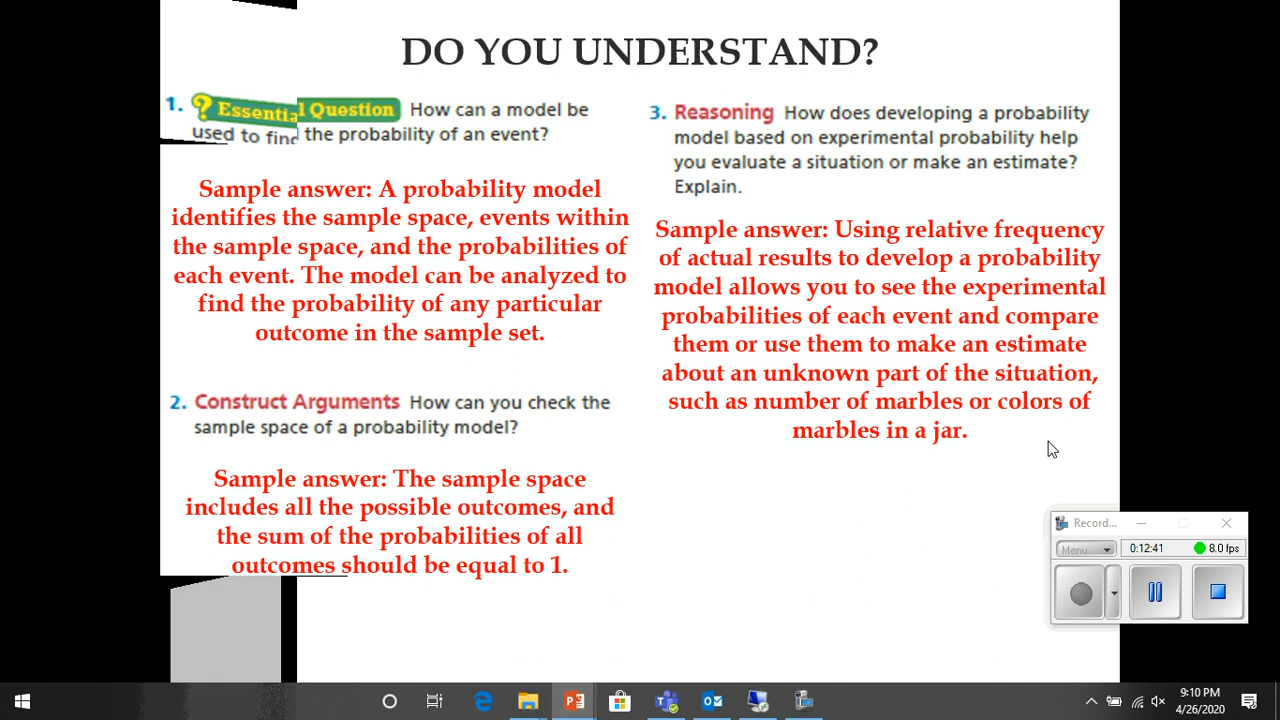 DO YOU UNDERSTAND?
1. ? Essential Question How can a model be
used to find the probability of an event?
Sample answer: A probability model
identifies the sample space, events within
the sample space, and the probabilities of
each event. The model can be analyzed to
find the probability of any particular
outcome in the sample set.
2. Construct Arguments How can you check the
sample space of a probability model?
Sample answer: The sample space
includes all the possible outcomes, and
the sum of the probabilities of all
outcomes should be equal to 1.
3. Reasoning How does developing a probability
model based on experimental probability help
you evaluate a situation or make an estimate?
Explain.
Sample answer: Using relative frequency
of actual results to develop a probability
model allows you to see the experimental
probabilities of each event and compare
them or use them to make an estimate
about an unknown part of the situation,
such as number of marbles or colors of
marbles in a jar.
Record...
Menu 0:12:41 8.0 fps
9:10 PM
4/26/2020